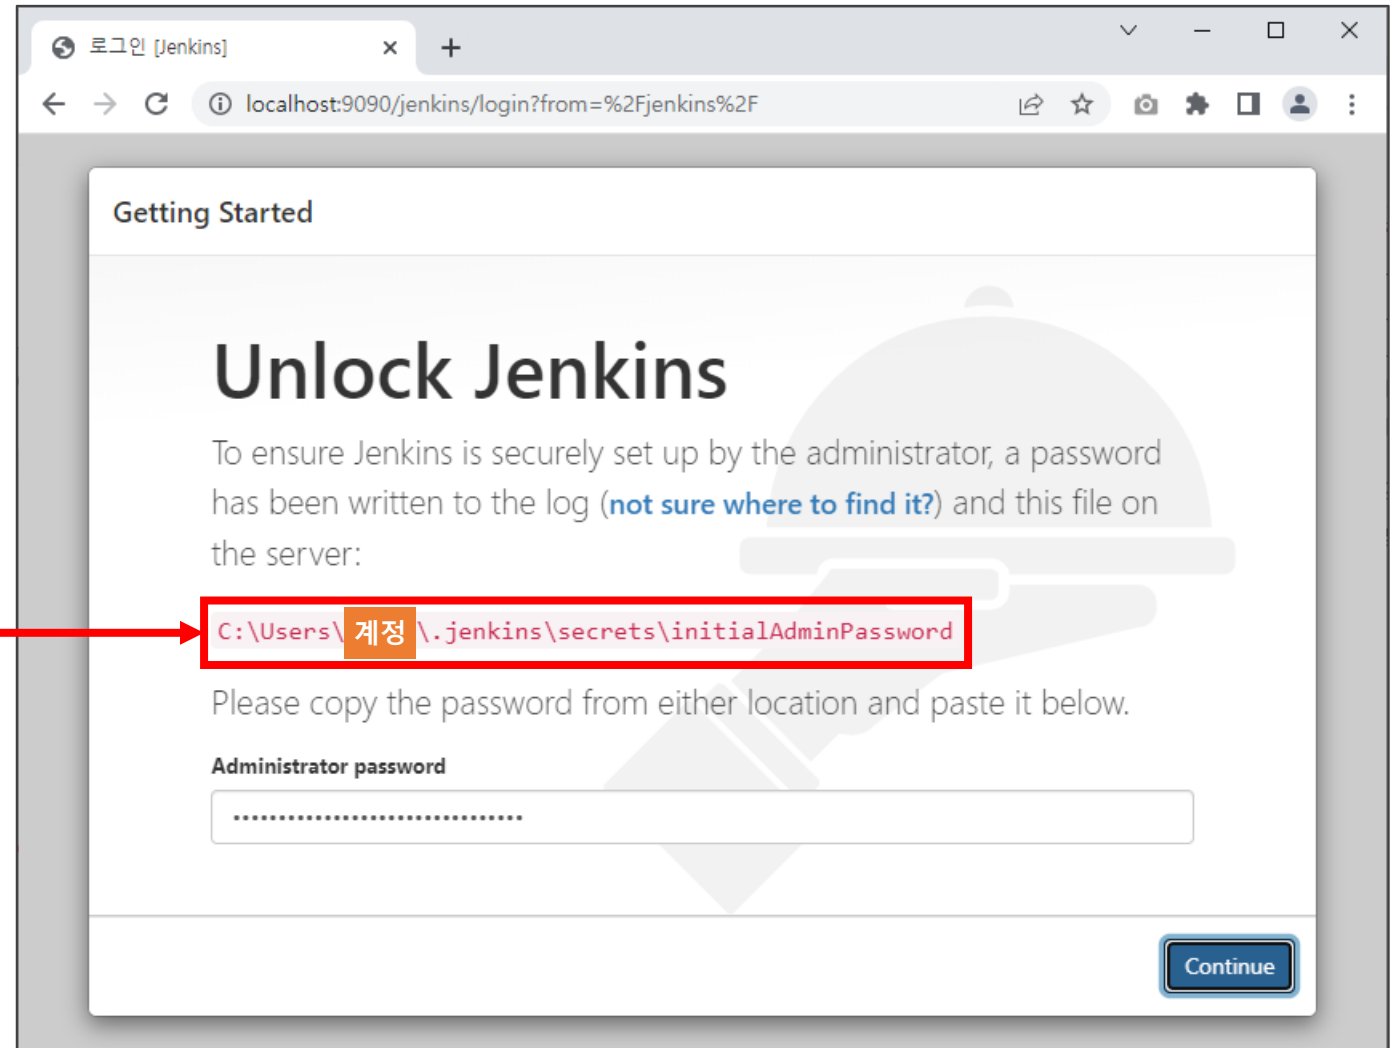 로그인 [Jenkins]
localhost:9090/jenkins/login?from=%2Fjenkins%2F
Getting Started
Unlock Jenkins
To ensure Jenkins is securely set up by the administrator, a password
has been written to the log (not sure where to find it?) and this file on
the server:
C:\Users\ 계정 \.jenkins\secrets\initialAdminPassword
Please copy the password from either location and paste it below.
Administrator password
Continue